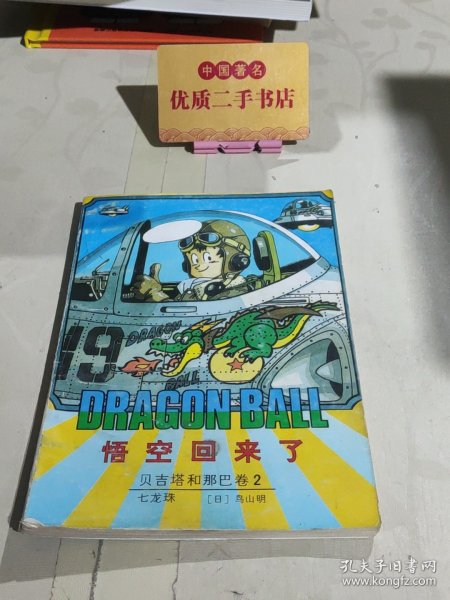 中国著名
优质二手书店
19
DRAGON
BALL
DRAGON BALL
悟空回来了
贝吉塔和那巴卷2
七龙珠 [日]鸟山明
孔夫子旧书网
www.kongfz.com